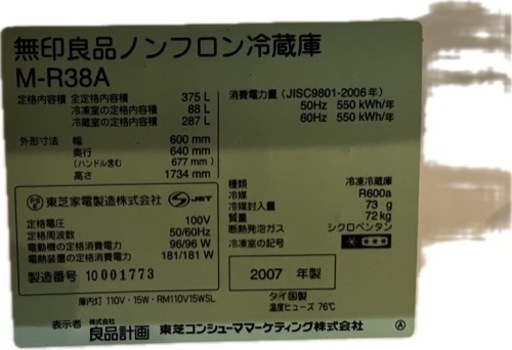 無印良品ノンフロン冷蔵庫
M-R38A
定格内容積 全定格内容積 375 L
冷凍室の定格内容積 88 L
冷蔵室の定格内容積 287 L
外形寸法 幅 600 mm
奥行 640 mm
(ハンドル含む 677 mm)
高さ 1734 mm
消費電力量 (JISC9801-2006年)
50Hz 550 kWh/年
60Hz 550 kWh/年
PSE 東芝家電製造株式会社 S-JET
定格電圧 100V
定格周波数 50/60Hz
電動機の定格消費電力 96/96 W
電熱装置の定格消費電力 181/181 W
製造番号 10001773
種類 冷凍冷蔵庫
冷媒 R600a
冷媒封入量 73 g
質量 72 kg
断熱発泡ガス シクロペンタン
冷凍室の記号
2007 年製
庫内灯 110V・15W・RM110V15WSL
タイ国製
温度ヒューズ 76℃
表示者 株式会社 良品計画 東芝コンシューママーケティング株式会社 Ⓐ